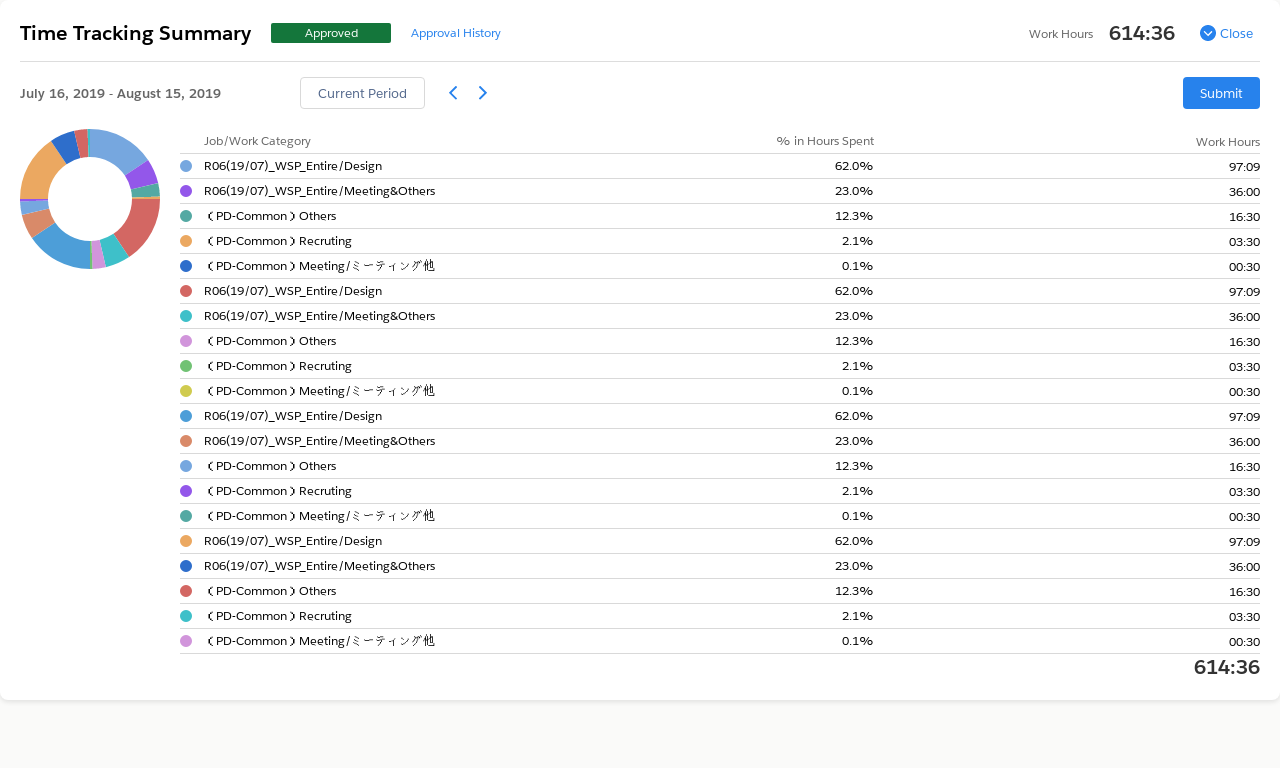 Time Tracking Summary Approved Approval History Work Hours 614:36 Close
July 16, 2019 - August 15, 2019 Current Period Submit
Job/Work Category % in Hours Spent Work Hours
R06(19/07)_WSP_Entire/Design 62.0% 97:09
R06(19/07)_WSP_Entire/Meeting&Others 23.0% 36:00
（PD-Common）Others 12.3% 16:30
（PD-Common）Recruting 2.1% 03:30
（PD-Common）Meeting/ミーティング他 0.1% 00:30
R06(19/07)_WSP_Entire/Design 62.0% 97:09
R06(19/07)_WSP_Entire/Meeting&Others 23.0% 36:00
（PD-Common）Others 12.3% 16:30
（PD-Common）Recruting 2.1% 03:30
（PD-Common）Meeting/ミーティング他 0.1% 00:30
R06(19/07)_WSP_Entire/Design 62.0% 97:09
R06(19/07)_WSP_Entire/Meeting&Others 23.0% 36:00
（PD-Common）Others 12.3% 16:30
（PD-Common）Recruting 2.1% 03:30
（PD-Common）Meeting/ミーティング他 0.1% 00:30
R06(19/07)_WSP_Entire/Design 62.0% 97:09
R06(19/07)_WSP_Entire/Meeting&Others 23.0% 36:00
（PD-Common）Others 12.3% 16:30
（PD-Common）Recruting 2.1% 03:30
（PD-Common）Meeting/ミーティング他 0.1% 00:30
614:36